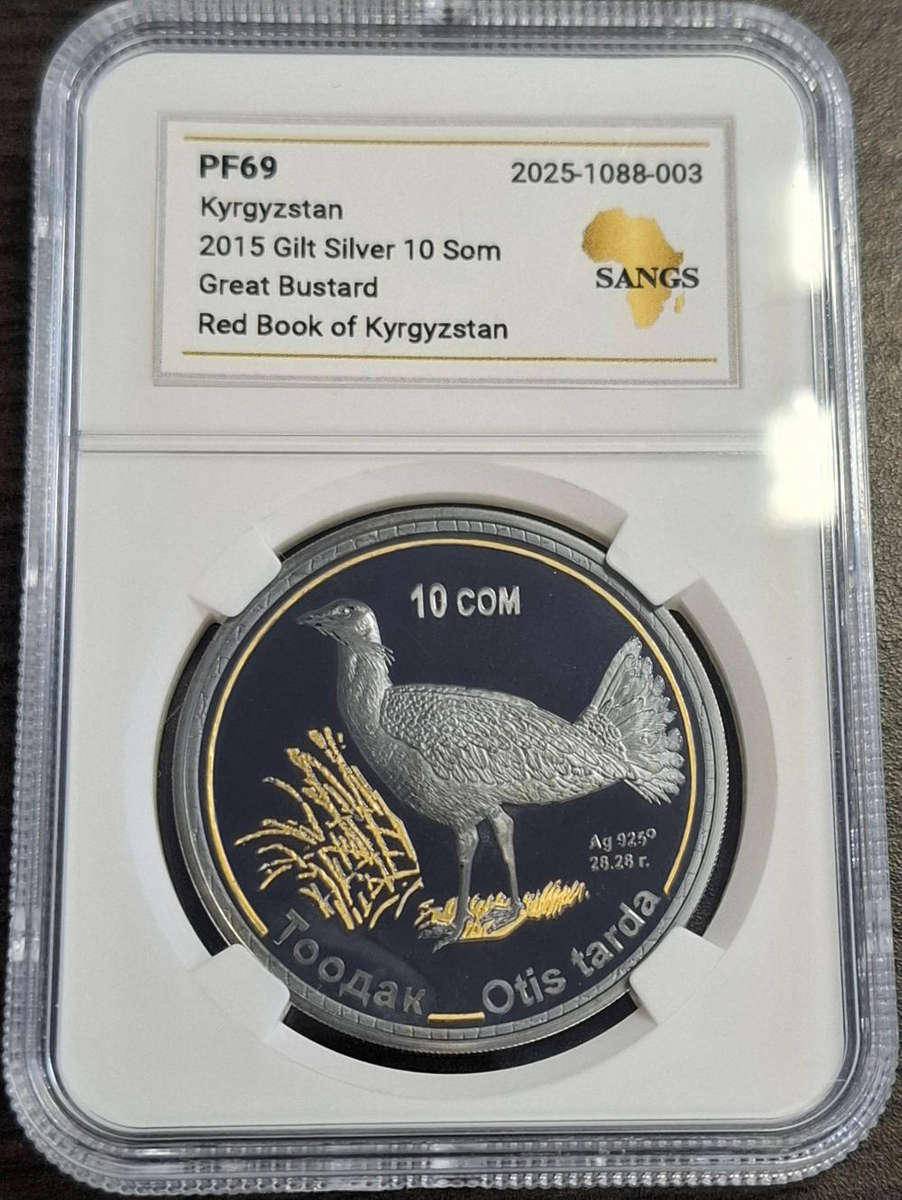 PF69
2025-1088-003
Kyrgyzstan
2015 Gilt Silver 10 Som
Great Bustard
Red Book of Kyrgyzstan
SANGS
10 СОМ
Ag 925º
28.28 г.
Тоодак
Otis tarda